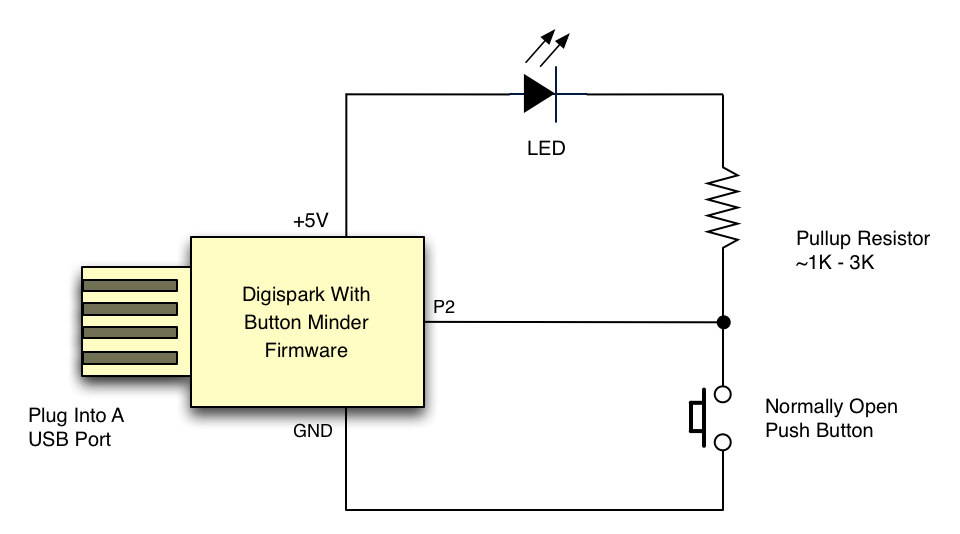 LED
+5V
Pullup Resistor
~1K - 3K
Digispark With
Button Minder
Firmware
P2
Plug Into A
USB Port
GND
Normally Open
Push Button